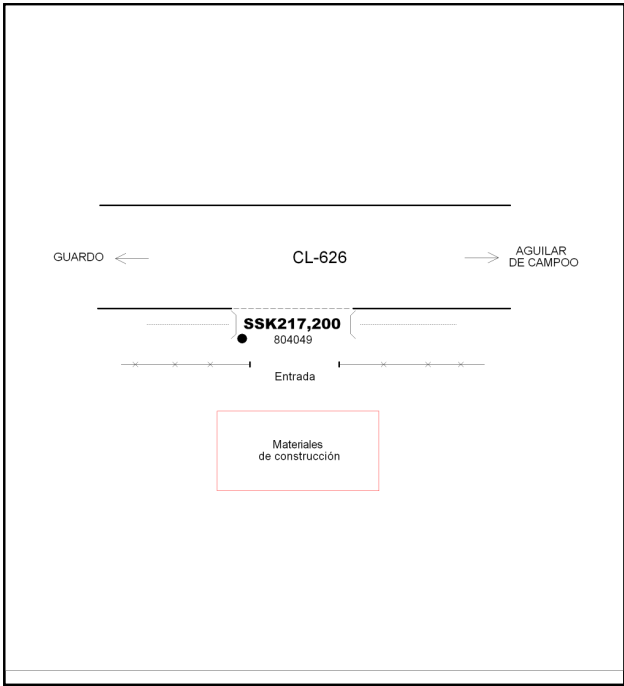 GUARDO
CL-626
AGUILAR
DE CAMPOO
SSK217,200
804049
Entrada
Materiales
de construcción